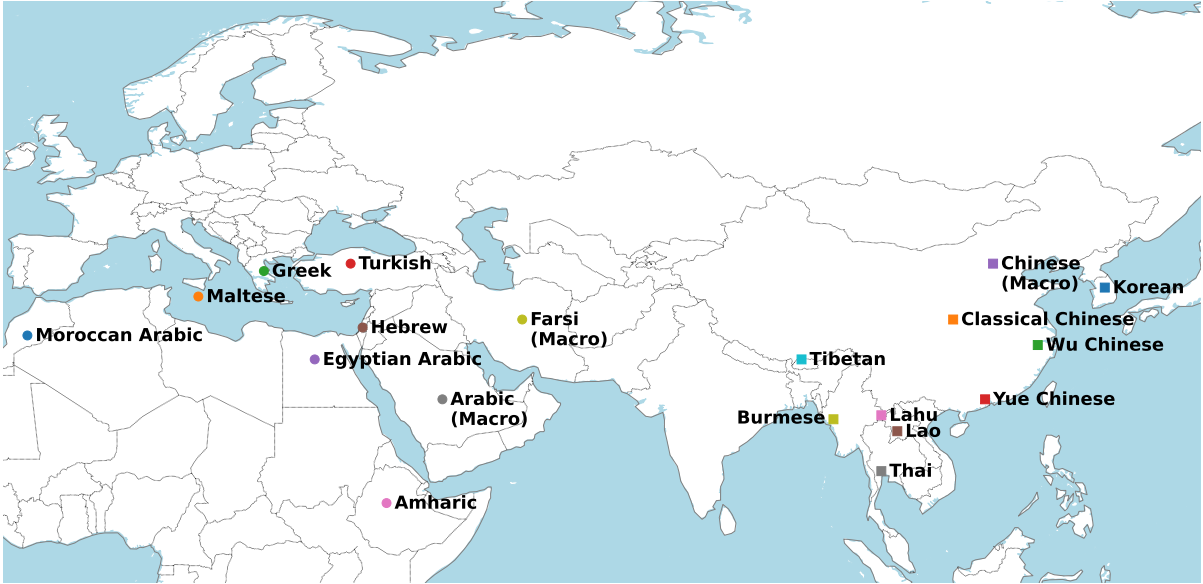 Greek
Turkish
Maltese
Moroccan Arabic
Hebrew
Egyptian Arabic
Farsi
(Macro)
Arabic
(Macro)
Amharic
Chinese
(Macro)
Korean
Classical Chinese
Wu Chinese
Tibetan
Yue Chinese
Burmese
Lahu
Lao
Thai